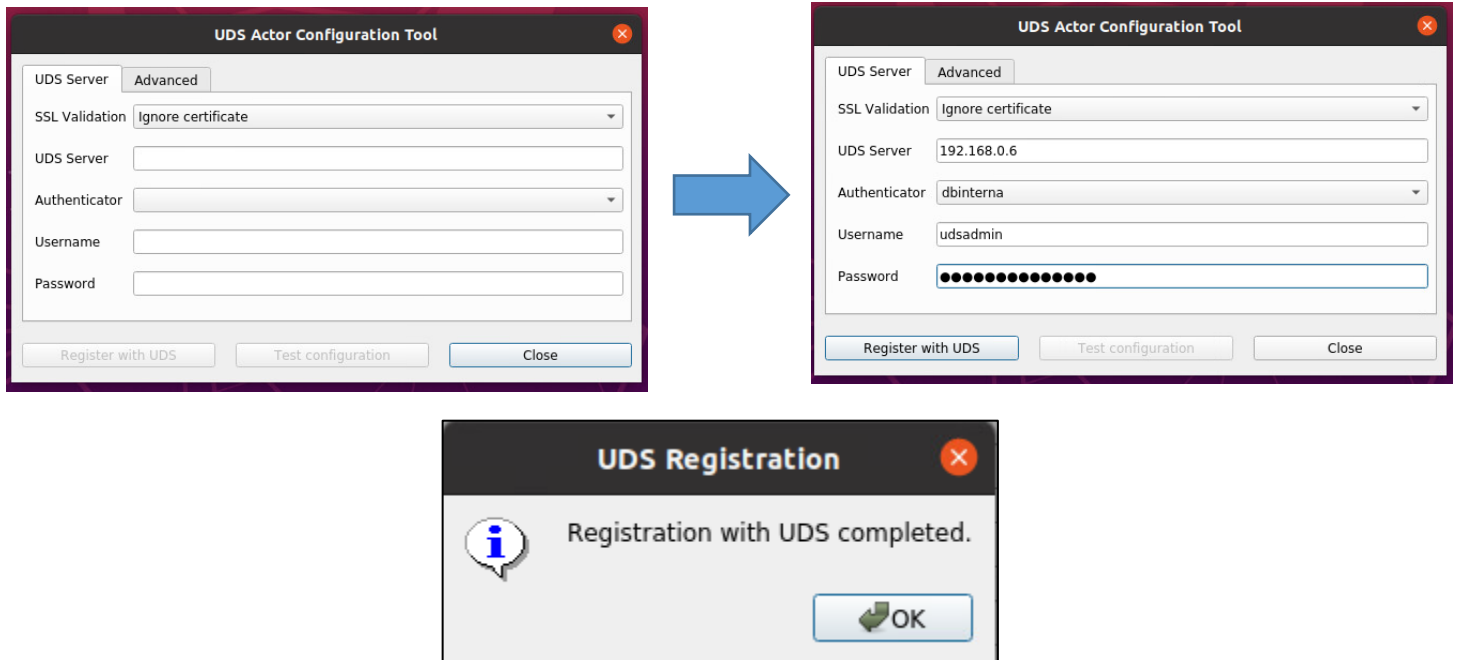 UDS Actor Configuration Tool
UDS Server Advanced
SSL Validation Ignore certificate
UDS Server
Authenticator
Username
Password
Register with UDS Test configuration Close
UDS Actor Configuration Tool
UDS Server Advanced
SSL Validation Ignore certificate
UDS Server 192.168.0.6
Authenticator dbinterna
Username udsadmin
Password ●●●●●●●●●●●●●●
Register with UDS Test configuration Close
UDS Registration
Registration with UDS completed.
OK